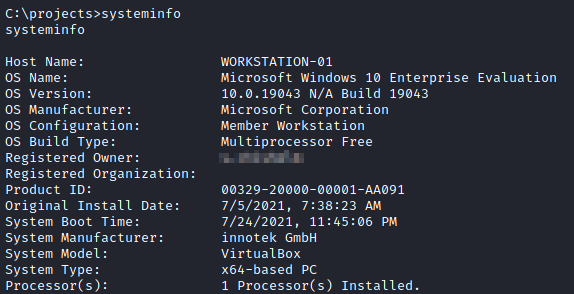 C:\projects>systeminfo
systeminfo
Host Name: WORKSTATION-01
OS Name: Microsoft Windows 10 Enterprise Evaluation
OS Version: 10.0.19043 N/A Build 19043
OS Manufacturer: Microsoft Corporation
OS Configuration: Member Workstation
OS Build Type: Multiprocessor Free
Registered Owner:
Registered Organization:
Product ID: 00329-20000-00001-AA091
Original Install Date: 7/5/2021, 7:38:23 AM
System Boot Time: 7/24/2021, 11:45:06 PM
System Manufacturer: innotek GmbH
System Model: VirtualBox
System Type: x64-based PC
Processor(s): 1 Processor(s) Installed.